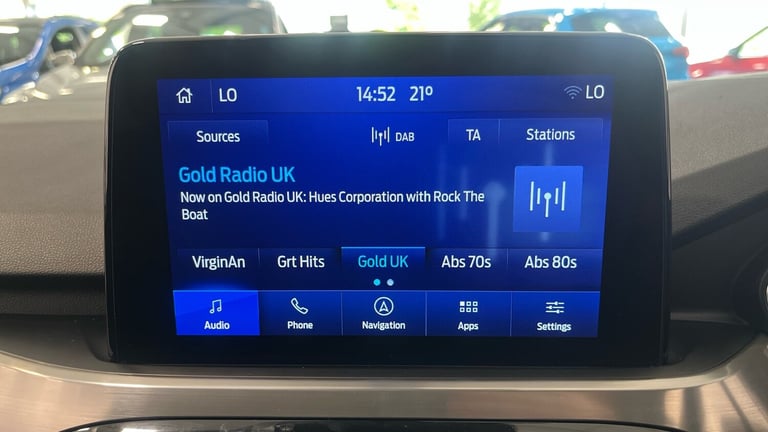 LO 14:52 21° LO
Sources DAB TA Stations
Gold Radio UK
Now on Gold Radio UK: Hues Corporation with Rock The
Boat
VirginAn Grt Hits Gold UK Abs 70s Abs 80s
Audio Phone Navigation Apps Settings